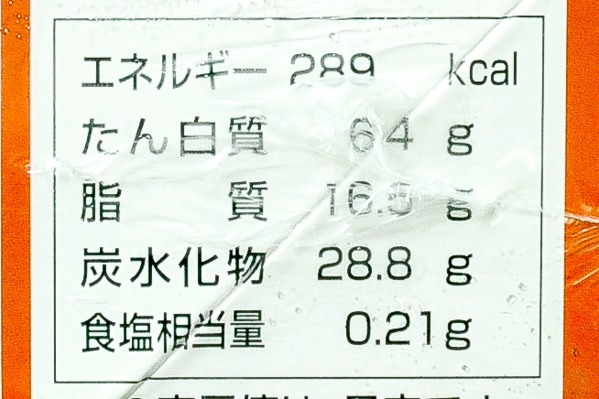 エネルギー 289 kcal
たん白質 6.4 g
脂質 g
炭水化物 28.8 g
食塩相当量 0.21g